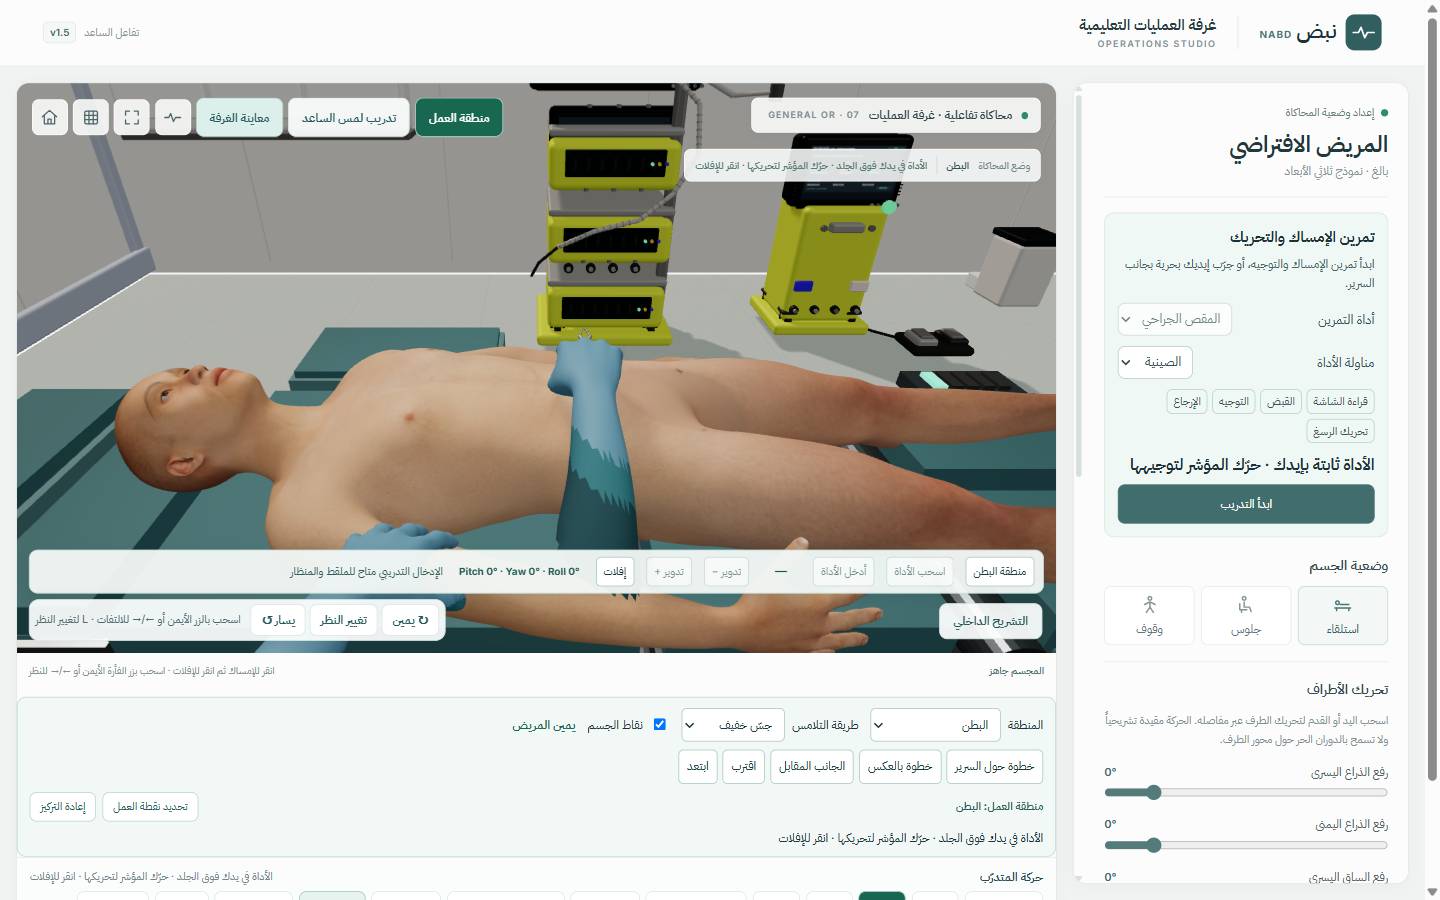 نبض NABD
غرفة العمليات التعليمية
OPERATIONS STUDIO
تفاعل الساعد v1.5
إعداد وضعية المحاكاة
المريض الافتراضي
بالغ · نموذج ثلاثي الأبعاد
تمرين الإمساك والتحريك
ابدأ تمرين الإمساك والتوجيه، أو جرّب إيديك بحرية بجانب
السرير.
أداة التمرين المقص الجراحي
مناولة الأداة الصينية
قراءة الشاشة القبض التوجيه الإرجاع
تحريك الرسغ
الأداة ثابتة بإيدك · حرّك المؤشر لتوجيهها
ابدأ التدريب
وضعية الجسم
استلقاء جلوس وقوف
تحريك الأطراف
اسحب اليد أو القدم لتحريك الطرف عبر مفاصله. الحركة مقيدة تشريحياً
ولا تسمح بالدوران الحر حول محور الطرف.
رفع الذراع اليسرى 0°
رفع الذراع اليمنى 0°
رفع الساق اليسرى 0°
محاكاة تفاعلية · غرفة العمليات GENERAL OR · 07
منطقة العمل تدريب لمس الساعد معاينة الغرفة
وضع المحاكاة البطن الأداة في يدك فوق الجلد · حرّك المؤشر لتحريكها · انقر للإفلات
منطقة البطن اسحب الأداة أدخل الأداة — تدوير − تدوير + إفلات Pitch 0° · Yaw 0° · Roll 0° الإدخال التدريبي متاح للملقط والمنظار
التشريح الداخلي
↻ يمين تغيير النظر يسار ↺ اسحب بالزر الأيمن أو ←/→ للالتفات · L لتغيير النظر
المجسم جاهز
انقر للإمساك ثم انقر للإفلات · اسحب بزر الفأرة الأيمن أو ←/→ للنظر
المنطقة البطن طريقة التلامس جسّ خفيف نقاط الجسم يمين المريض
خطوة حول السرير خطوة بالعكس الجانب المقابل اقترب ابتعد
منطقة العمل: البطن تحديد نقطة العمل إعادة التركيز
الأداة في يدك فوق الجلد · حرّك المؤشر لتحريكها · انقر للإفلات
حركة المتدرّب
الأداة في يدك فوق الجلد · حرّك المؤشر لتحريكها · انقر للإفلات